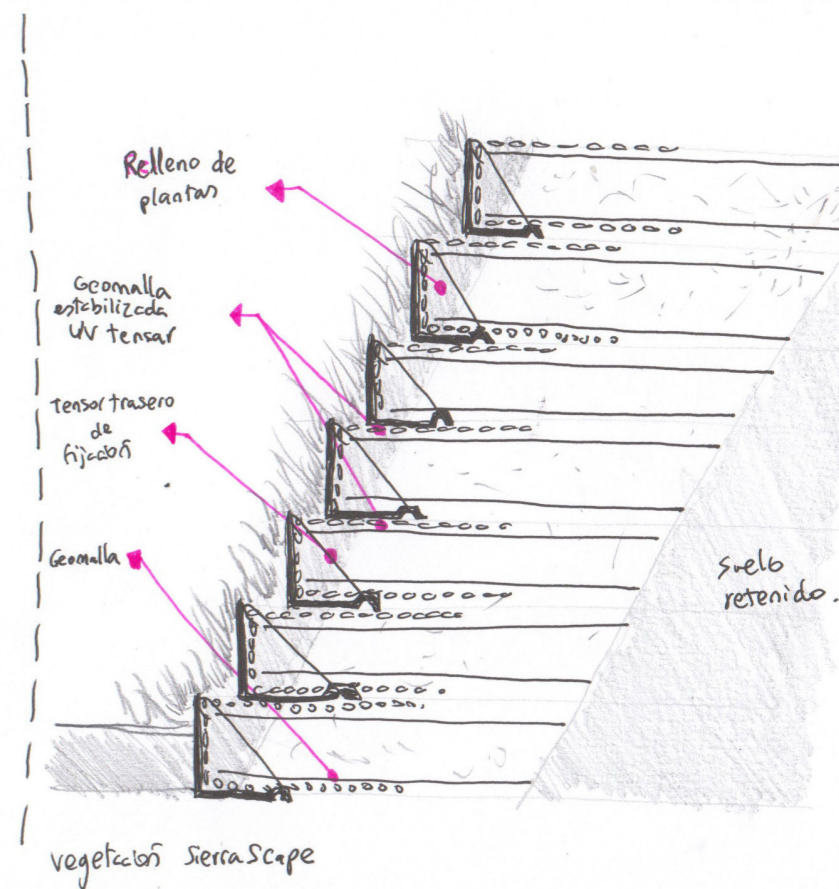 Relleno de
plantas
Geomalla
estabilizada
UV tensar
Tensor trasero
de
fijación
Geomalla
Suelo
retenido.
vegetación SierraScape